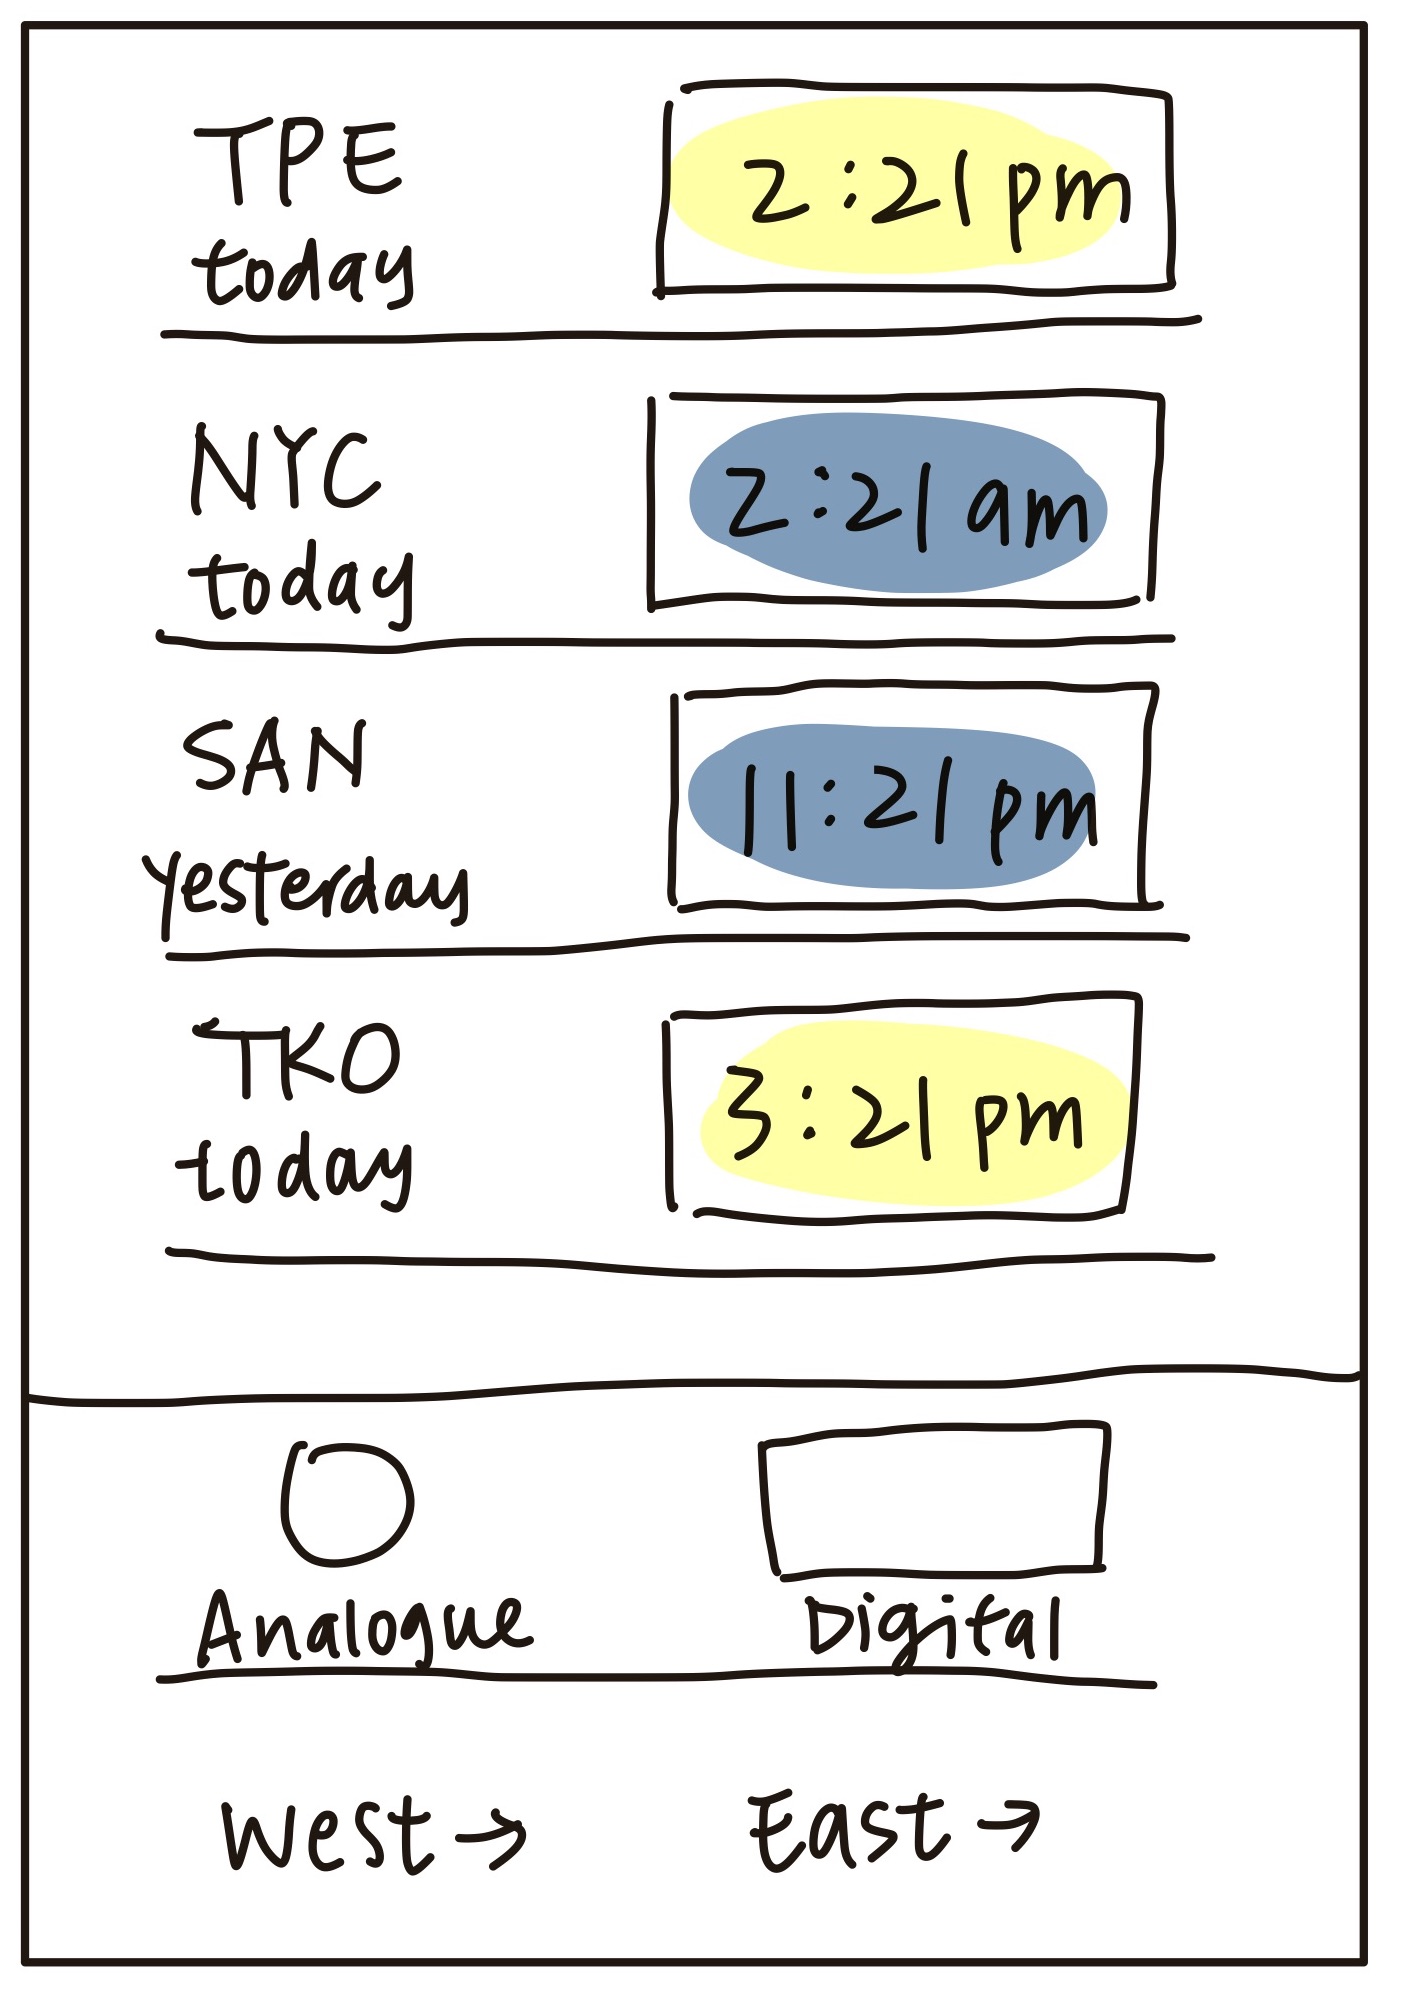 TPE 2:21 pm
today
NYC 2:21 am
today
SAN 11:21 pm
yesterday
TKO 3:21 pm
today
Analogue Digital
West → East →